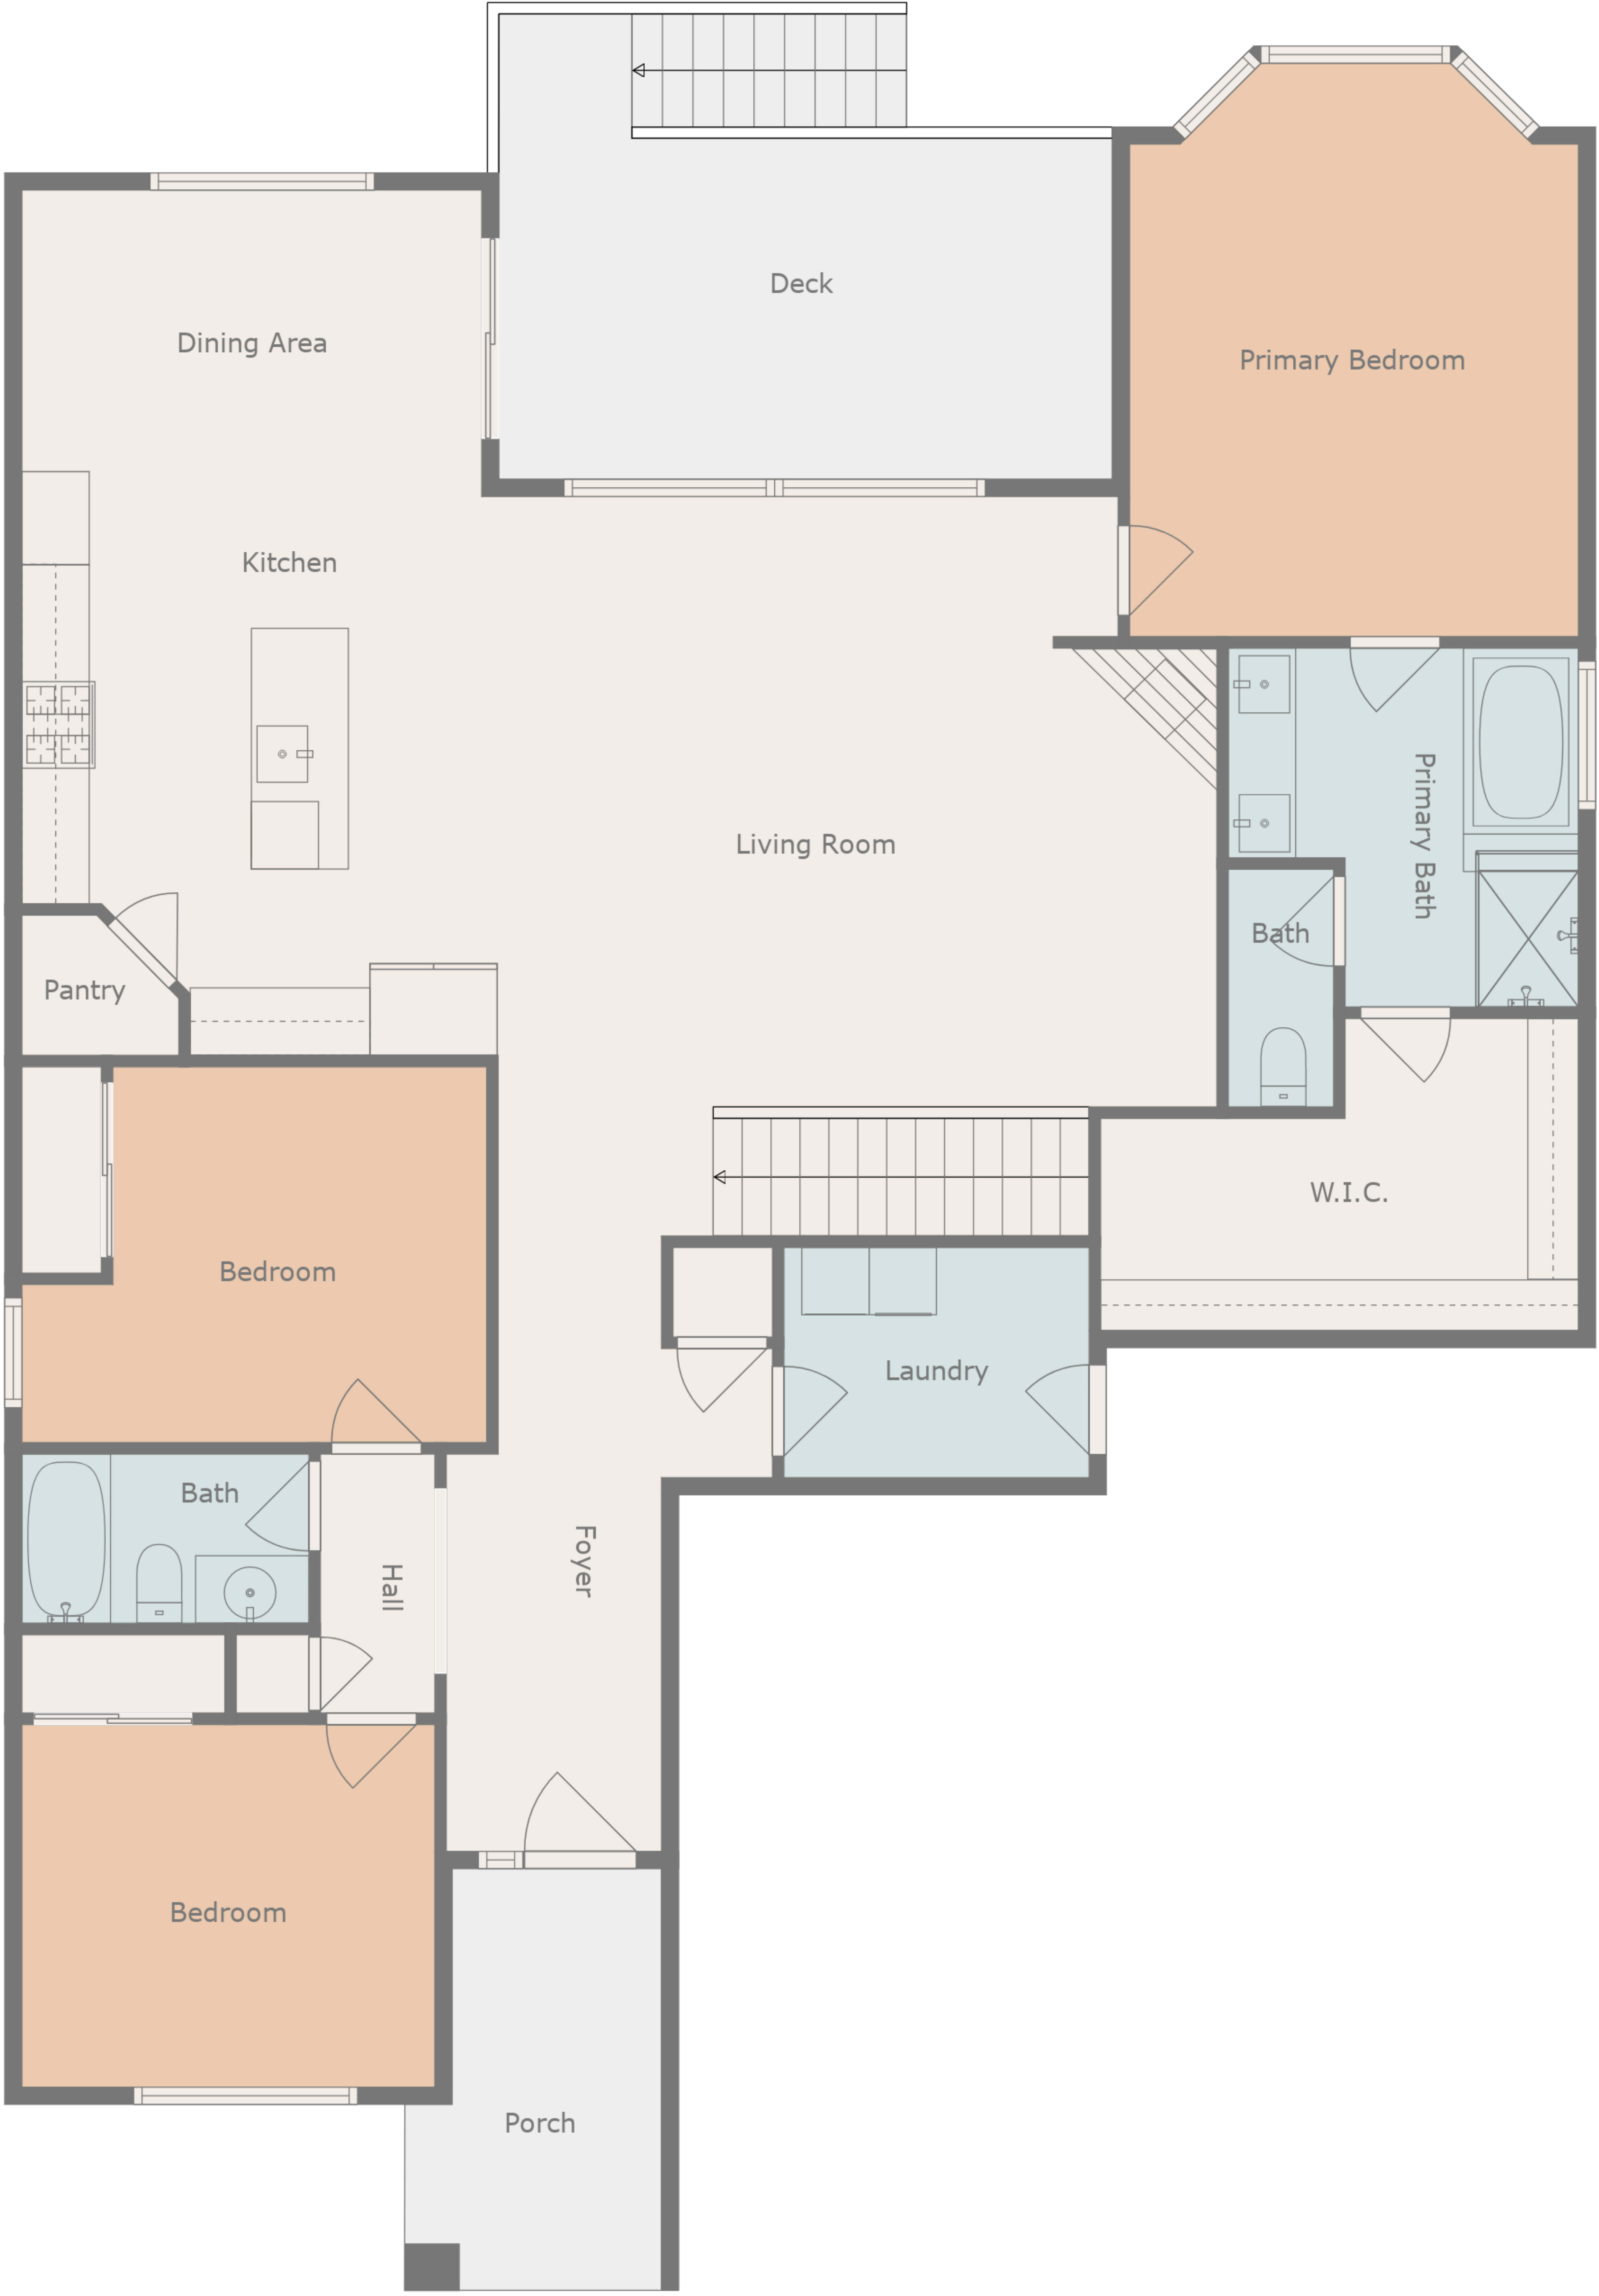 Deck
Dining Area
Primary Bedroom
Kitchen
Living Room
Primary Bath
Bath
Pantry
W.I.C.
Bedroom
Laundry
Bath
Foyer
Hall
Bedroom
Porch